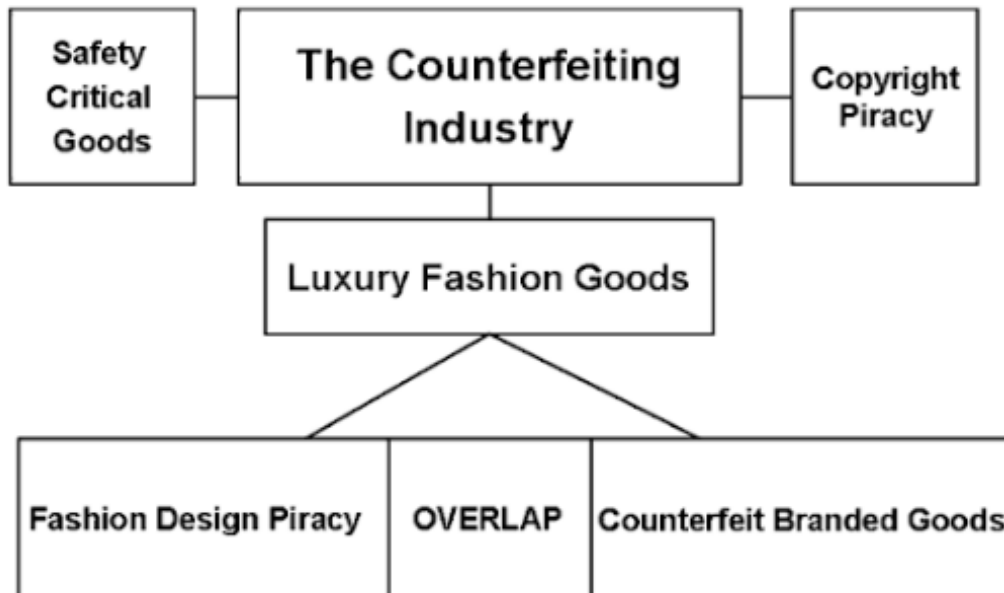 Safety
Critical
Goods
The Counterfeiting
Industry
Copyright
Piracy
Luxury Fashion Goods
Fashion Design Piracy
OVERLAP
Counterfeit Branded Goods